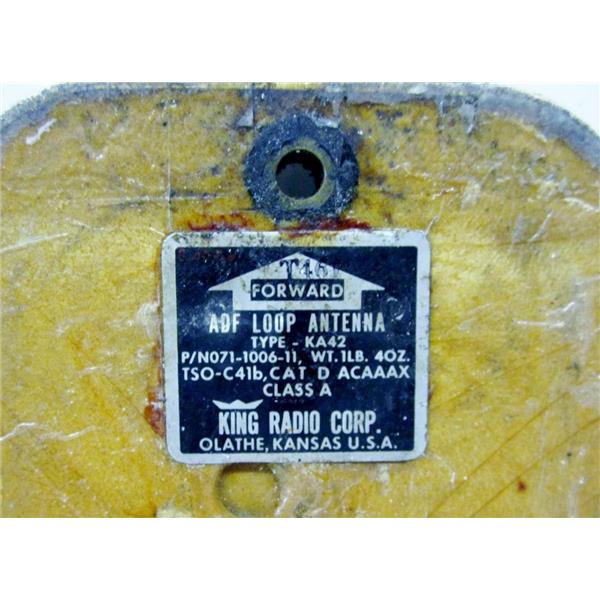 FORWARD
ADF LOOP ANTENNA
TYPE - KA42
P/N071-1006-11, WT. 1LB. 4OZ.
TSO-C41b, CAT D ACAAAX
CLASS A
KING RADIO CORP.
OLATHE, KANSAS U.S.A.